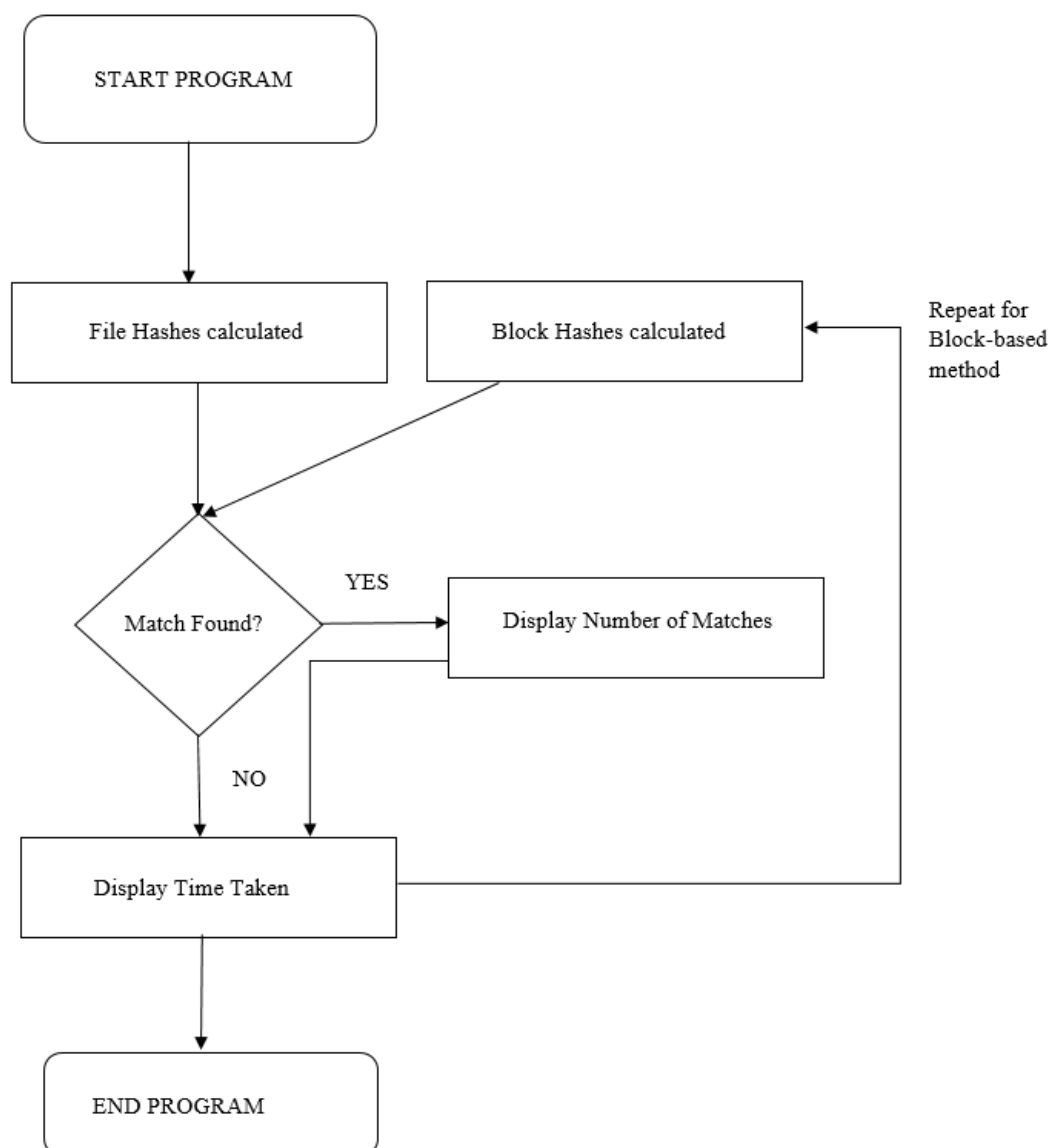 START PROGRAM
File Hashes calculated
Block Hashes calculated
Repeat for
Block-based
method
YES
Match Found?
Display Number of Matches
NO
Display Time Taken
END PROGRAM